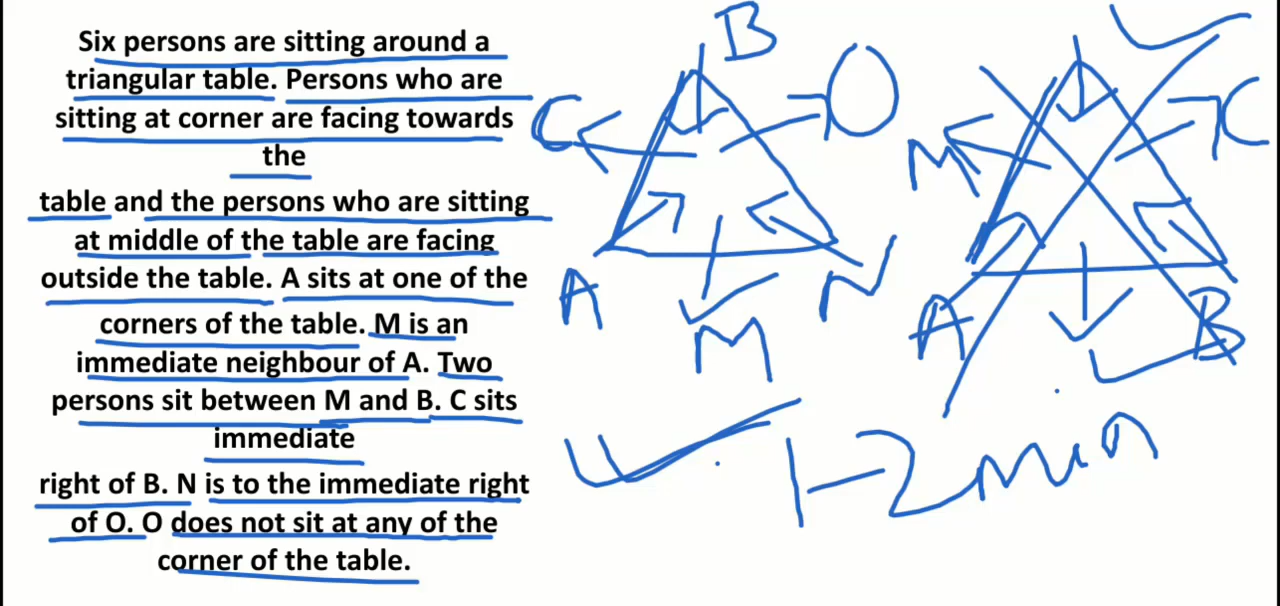 Six persons are sitting around a
triangular table. Persons who are
sitting at corner are facing towards
the
table and the persons who are sitting
at middle of the table are facing
outside the table. A sits at one of the
corners of the table. M is an
immediate neighbour of A. Two
persons sit between M and B. C sits
immediate
right of B. N is to the immediate right
of O. O does not sit at any of the
corner of the table.
B
C
O
A
N
M
M
C
A
B
1-2 min